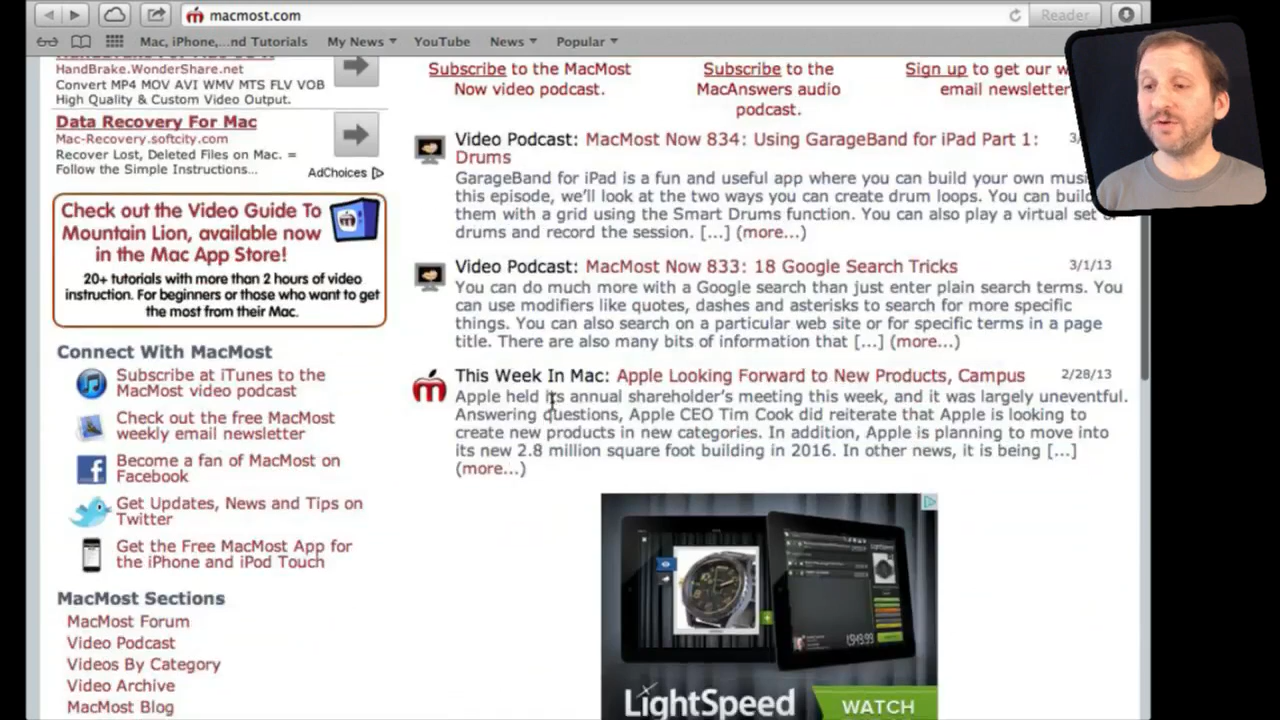 macmost.com
Reader
Mac, iPhone,...nd Tutorials
My News
YouTube
News
Popular
HandBrake.WonderShare.net
Convert MP4 MOV AVI WMV MTS FLV VOB
High Quality & Custom Video Output.
Data Recovery For Mac
Mac-Recovery.softcity.com
Recover Lost, Deleted Files on Mac. =
Follow the Simple Instructions...
AdChoices
Check out the Video Guide To
Mountain Lion, available now
in the Mac App Store!
20+ tutorials with more than 2 hours of video
instruction. For beginners or those who want to get
the most from their Mac.
Connect With MacMost
Subscribe at iTunes to the
MacMost video podcast
Check out the free MacMost
weekly email newsletter
Become a fan of MacMost on
Facebook
Get Updates, News and Tips on
Twitter
Get the Free MacMost App for
the iPhone and iPod Touch
MacMost Sections
MacMost Forum
Video Podcast
Videos By Category
Video Archive
MacMost Blog
Subscribe to the MacMost
Now video podcast.
Subscribe to the
MacAnswers audio
podcast.
Sign up to get our w
email newsletter
Video Podcast: MacMost Now 834: Using GarageBand for iPad Part 1:
Drums
GarageBand for iPad is a fun and useful app where you can build your own musi
this episode, we'll look at the two ways you can create drum loops. You can build
them with a grid using the Smart Drums function. You can also play a virtual set o
drums and record the session. [...] (more...)
Video Podcast: MacMost Now 833: 18 Google Search Tricks
3/1/13
You can do much more with a Google search than just enter plain search terms. You
can use modifiers like quotes, dashes and asterisks to search for more specific
things. You can also search on a particular web site or for specific terms in a page
title. There are also many bits of information that [...] (more...)
This Week In Mac: Apple Looking Forward to New Products, Campus
2/28/13
Apple held its annual shareholder's meeting this week, and it was largely uneventful.
Answering questions, Apple CEO Tim Cook did reiterate that Apple is looking to
create new products in new categories. In addition, Apple is planning to move into
its new 2.8 million square foot building in 2016. In other news, it is being [...]
(more...)
LightSpeed
WATCH